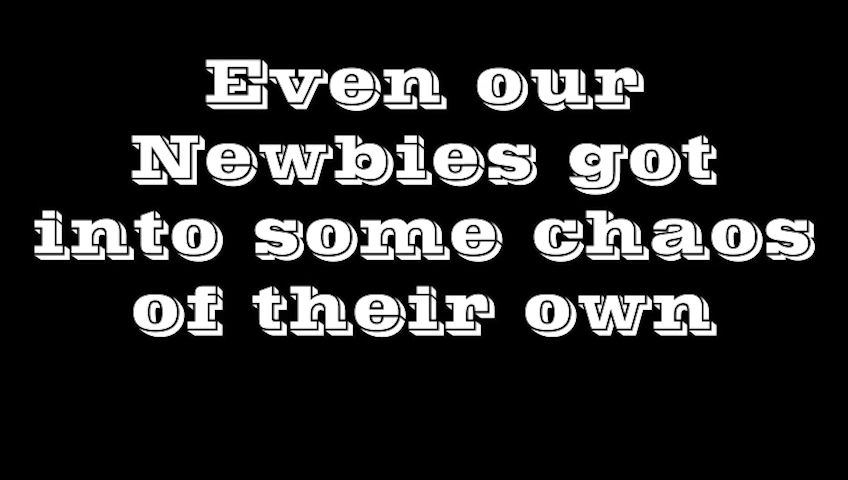 Even our
Newbies got
into some chaos
of their own